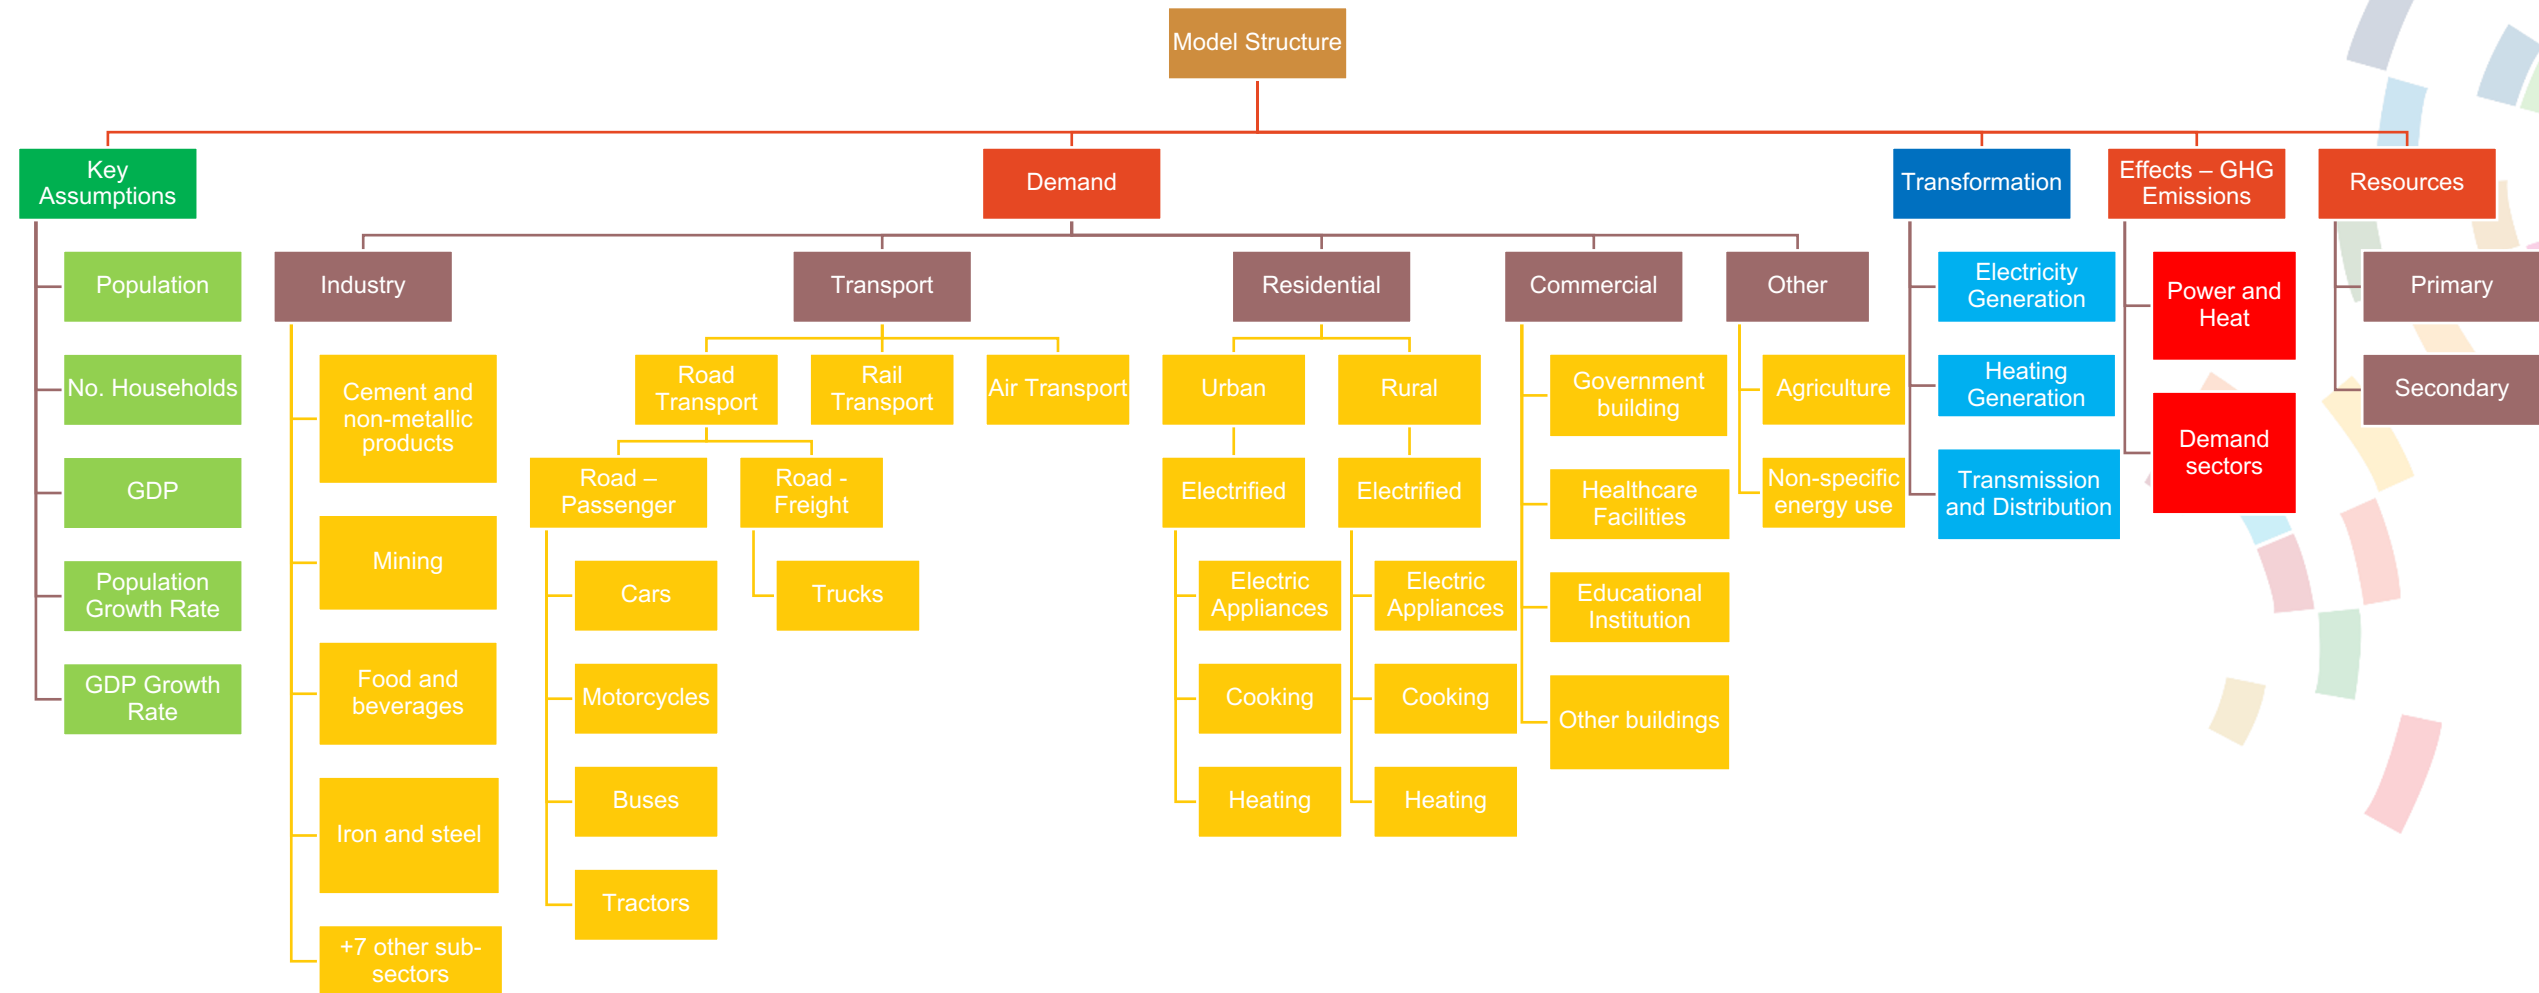 Model Structure
Key
Assumptions
Demand
Transformation
Effects – GHG
Emissions
Resources
Population
No. Households
GDP
Population
Growth Rate
GDP Growth
Rate
Industry
Cement and
non-metallic
products
Mining
Food and
beverages
Iron and steel
+7 other sub-
sectors
Transport
Road
Transport
Rail
Transport
Air Transport
Road –
Passenger
Road -
Freight
Cars
Motorcycles
Buses
Tractors
Trucks
Residential
Urban
Rural
Electrified
Electrified
Electric
Appliances
Cooking
Heating
Electric
Appliances
Cooking
Heating
Commercial
Government
building
Healthcare
Facilities
Educational
Institution
Other buildings
Other
Agriculture
Non-specific
energy use
Electricity
Generation
Heating
Generation
Transmission
and Distribution
Power and
Heat
Demand
sectors
Primary
Secondary